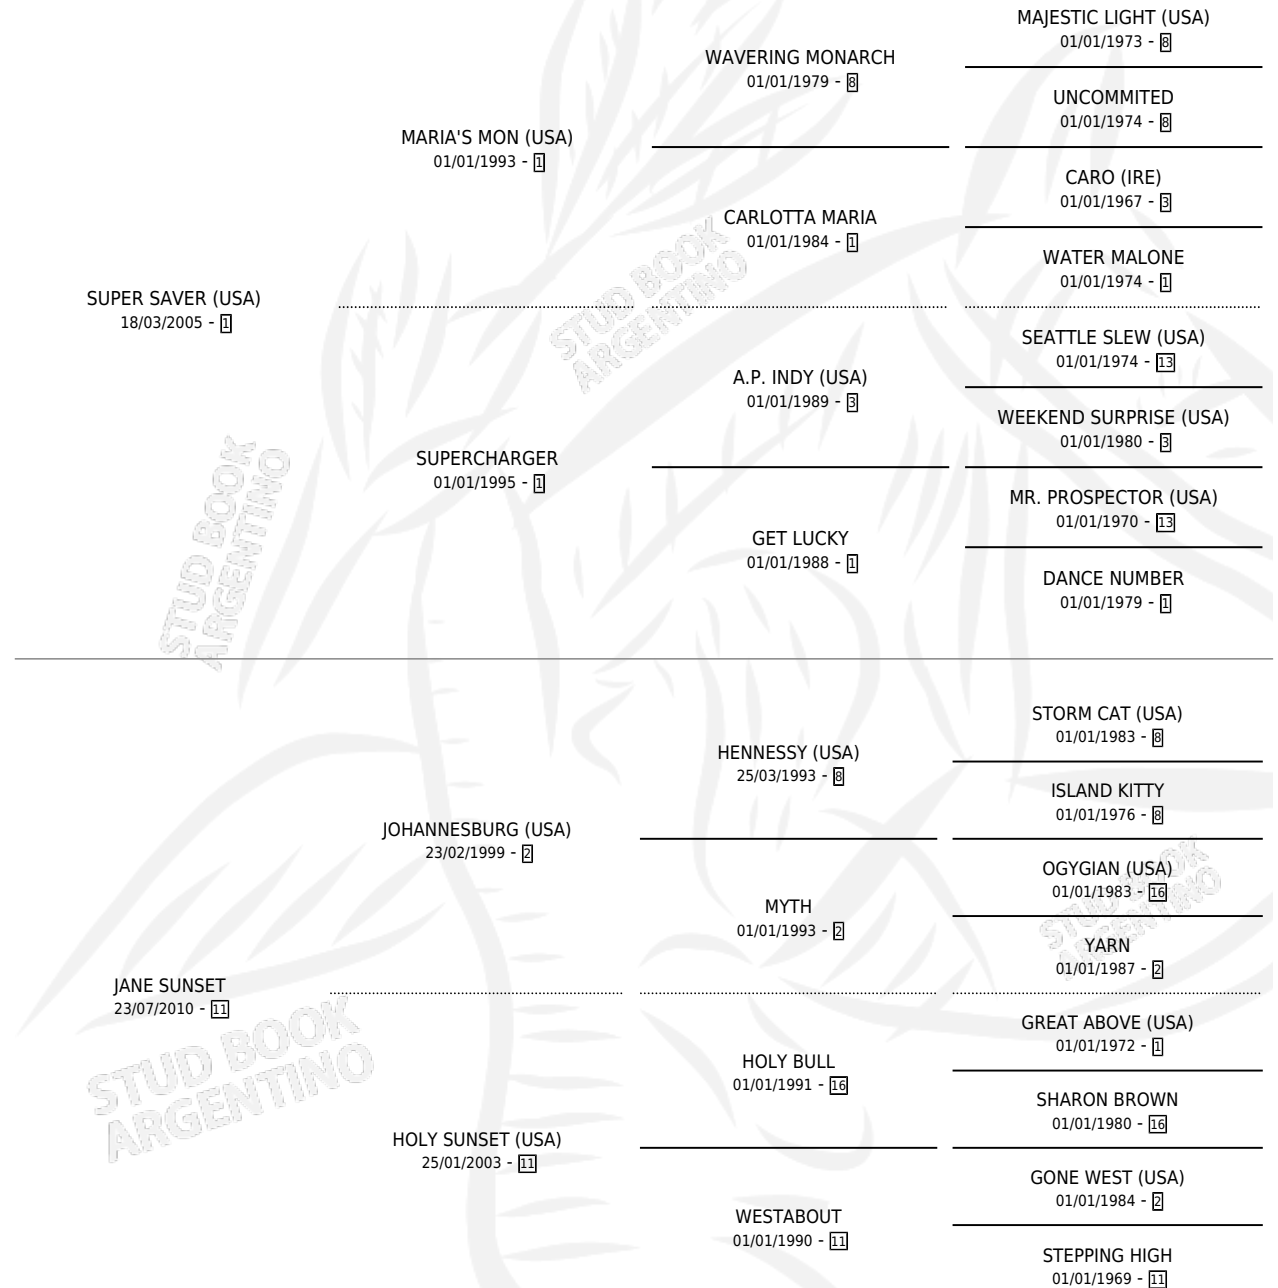 MAJESTIC LIGHT (USA)
01/01/1973 - 8
WAVERING MONARCH
01/01/1979 - 8
UNCOMMITED
01/01/1974 - 8
MARIA'S MON (USA)
01/01/1993 - 1
CARO (IRE)
01/01/1967 - 3
CARLOTTA MARIA
01/01/1984 - 1
WATER MALONE
01/01/1974 - 1
SUPER SAVER (USA)
18/03/2005 - 1
STUD BOOK
ARGENTINO
SEATTLE SLEW (USA)
01/01/1974 - 13
A.P. INDY (USA)
01/01/1989 - 3
WEEKEND SURPRISE (USA)
01/01/1980 - 3
SUPERCHARGER
01/01/1995 - 1
MR. PROSPECTOR (USA)
01/01/1970 - 13
GET LUCKY
01/01/1988 - 1
DANCE NUMBER
01/01/1979 - 1
STUD BOOK
ARGENTINO
STORM CAT (USA)
01/01/1983 - 8
HENNESSY (USA)
25/03/1993 - 8
ISLAND KITTY
01/01/1976 - 8
JOHANNESBURG (USA)
23/02/1999 - 2
OGYGIAN (USA)
01/01/1983 - 16
MYTH
01/01/1993 - 2
YARN
01/01/1987 - 2
STUD BOOK
ARGENTINO
JANE SUNSET
23/07/2010 - 11
GREAT ABOVE (USA)
01/01/1972 - 1
HOLY BULL
01/01/1991 - 16
SHARON BROWN
01/01/1980 - 16
STUD BOOK
ARGENTINO
HOLY SUNSET (USA)
25/01/2003 - 11
GONE WEST (USA)
01/01/1984 - 2
WESTABOUT
01/01/1990 - 11
STEPPING HIGH
01/01/1969 - 11